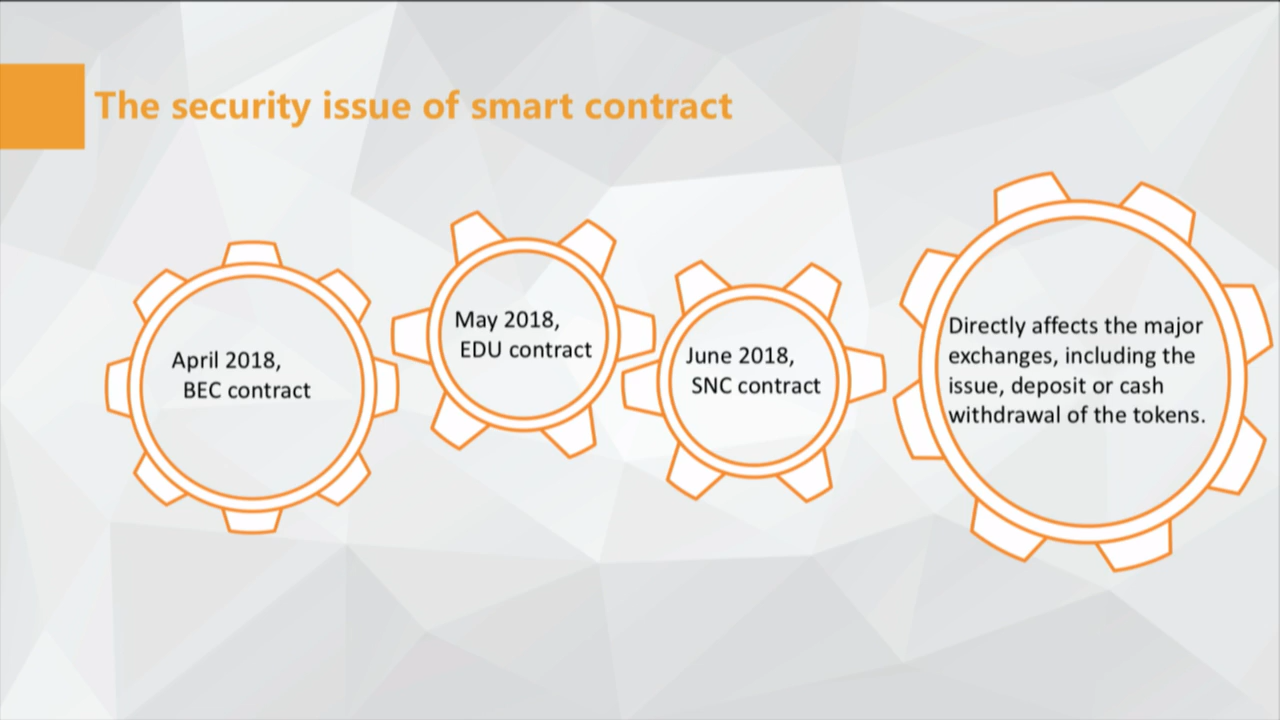 The security issue of smart contract
April 2018,
BEC contract
May 2018,
EDU contract
June 2018,
SNC contract
Directly affects the major
exchanges, including the
issue, deposit or cash
withdrawal of the tokens.